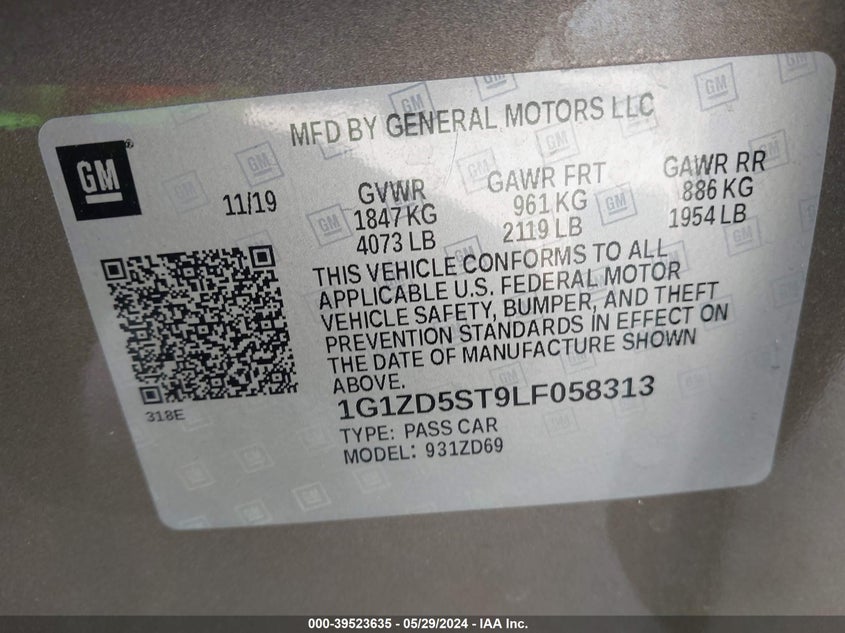 MFD BY GENERAL MOTORS LLC
GM
11/19
GVWR
1847 KG
4073 LB
GAWR FRT
961 KG
2119 LB
GAWR RR
886 KG
1954 LB
THIS VEHICLE CONFORMS TO ALL
APPLICABLE U.S. FEDERAL MOTOR
VEHICLE SAFETY, BUMPER, AND THEFT
PREVENTION STANDARDS IN EFFECT ON
THE DATE OF MANUFACTURE SHOWN
ABOVE.
318E
1G1ZD5ST9LF058313
TYPE: PASS CAR
MODEL: 931ZD69
000-39523635 - 05/29/2024 - IAA Inc.